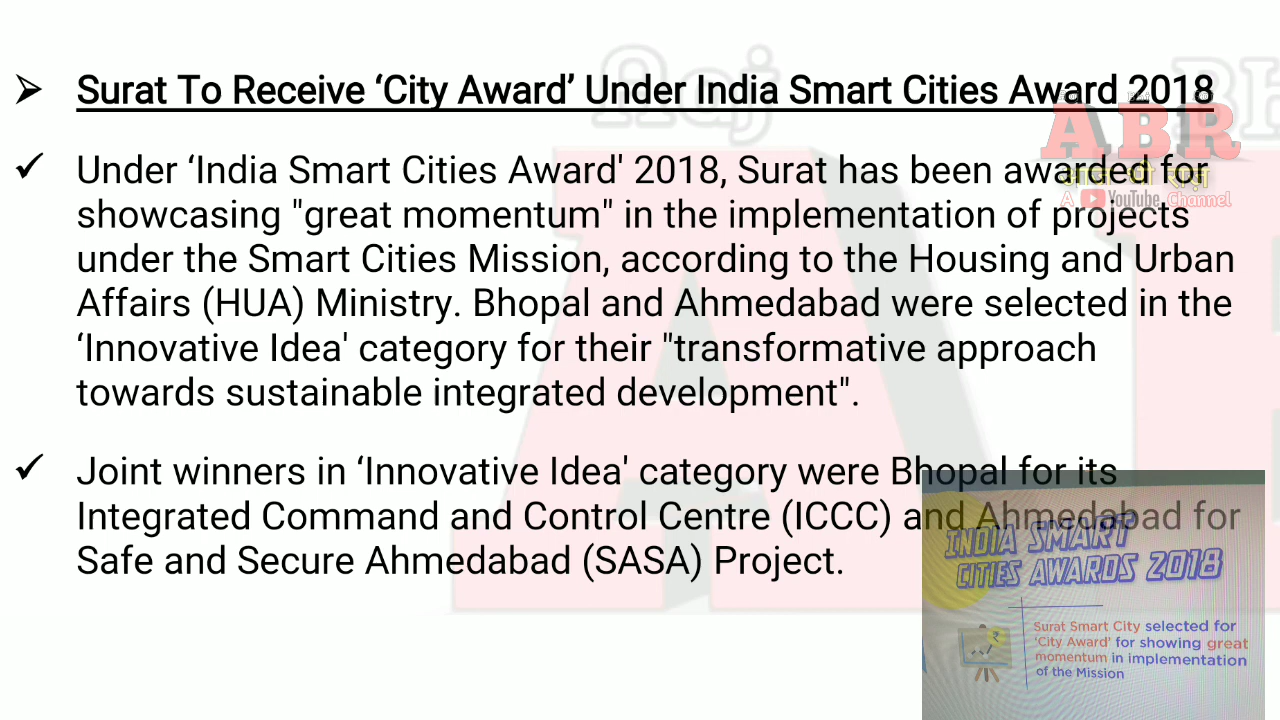 Surat To Receive ‘City Award’ Under India Smart Cities Award 2018
Under ‘India Smart Cities Award' 2018, Surat has been awarded for
showcasing "great momentum" in the implementation of projects
under the Smart Cities Mission, according to the Housing and Urban
Affairs (HUA) Ministry. Bhopal and Ahmedabad were selected in the
‘Innovative Idea' category for their "transformative approach
towards sustainable integrated development".
Joint winners in ‘Innovative Idea' category were Bhopal for its
Integrated Command and Control Centre (ICCC) and Ahmedabad for
Safe and Secure Ahmedabad (SASA) Project.
ABR
A YouTube Channel
Raj
INDIA SMART
CITIES AWARDS 2018
Surat Smart City selected for
‘City Award’ for showing great
momentum in implementation
of the Mission